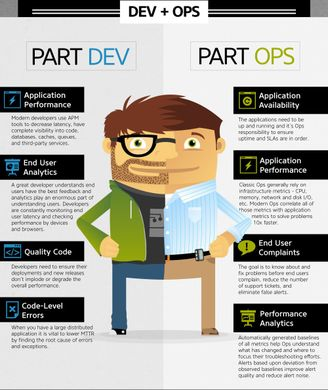 DEV + OPS
PART DEV
Application
Performance
Modern developers use APM
tools to decrease latency, have
complete visibility into code,
databases, caches, queues,
and third-party services.
End User
Analytics
A great developer understands end
users have the best feedback and
analytics play an enormous part of
understanding users. Developers
are constantly monitoring end
user latency and checking
performance by devices
and browsers.
Quality Code
Developers need to ensure their
deployments and new releases
don't implode or degrade the
overall performance.
Code-Level
Errors
When you have a large distributed
application it is vital to lower MTTR
by finding the root cause of errors
and exceptions.
PART OPS
Application
Availability
The applications need to be
up and running and it's Ops
responsibility to ensure
uptime and SLAs are in order.
Application
Performance
Classic Ops generally rely on
infrastructure metrics - CPU,
memory, network and disk I/O,
etc. Modern Ops correlate all of
those metrics with application
metrics to solve problems
10x faster.
End User
Complaints
The goal is to know about and
fix problems before end users
complain, reduce the number
of support tickets, and
eliminate false alerts.
Performance
Analytics
Automatically generated baselines
of all metrics help Ops understand
what has changed and where to
focus their troubleshooting efforts.
Alerts based upon deviation from
observed baselines improve alert
quality and reduce alert noise.